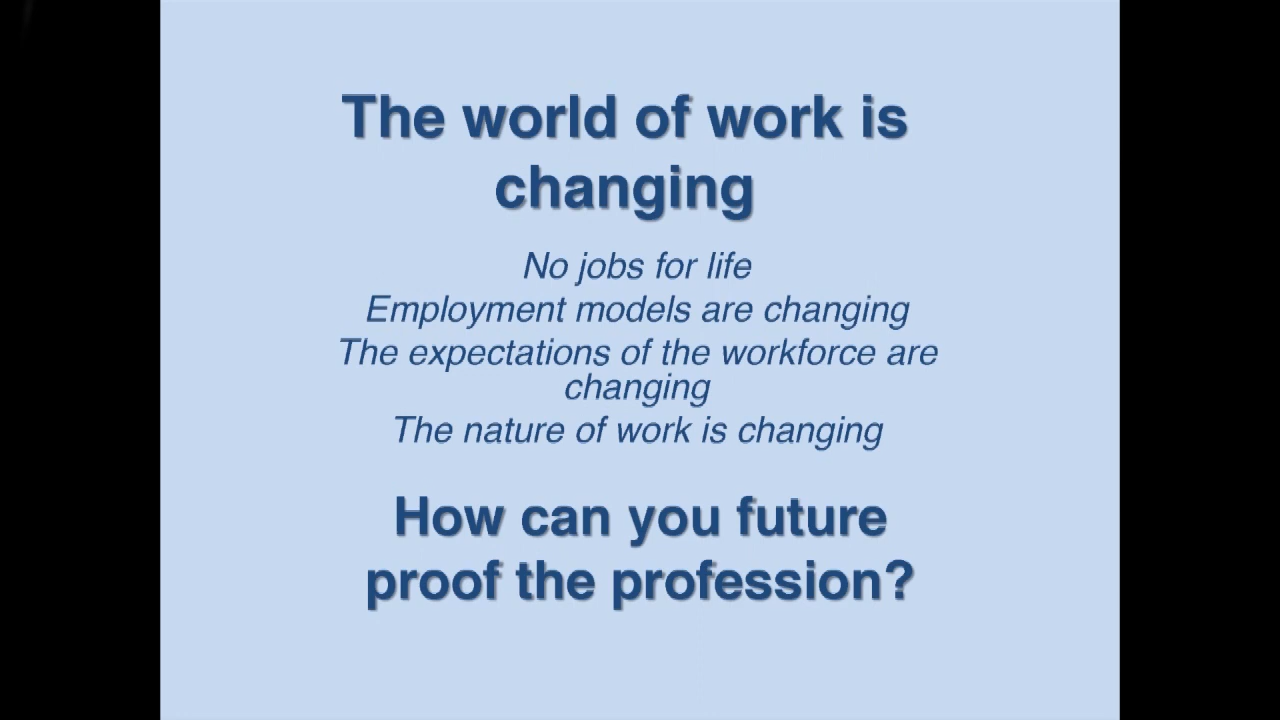 The world of work is
changing
No jobs for life
Employment models are changing
The expectations of the workforce are
changing
The nature of work is changing
How can you future
proof the profession?